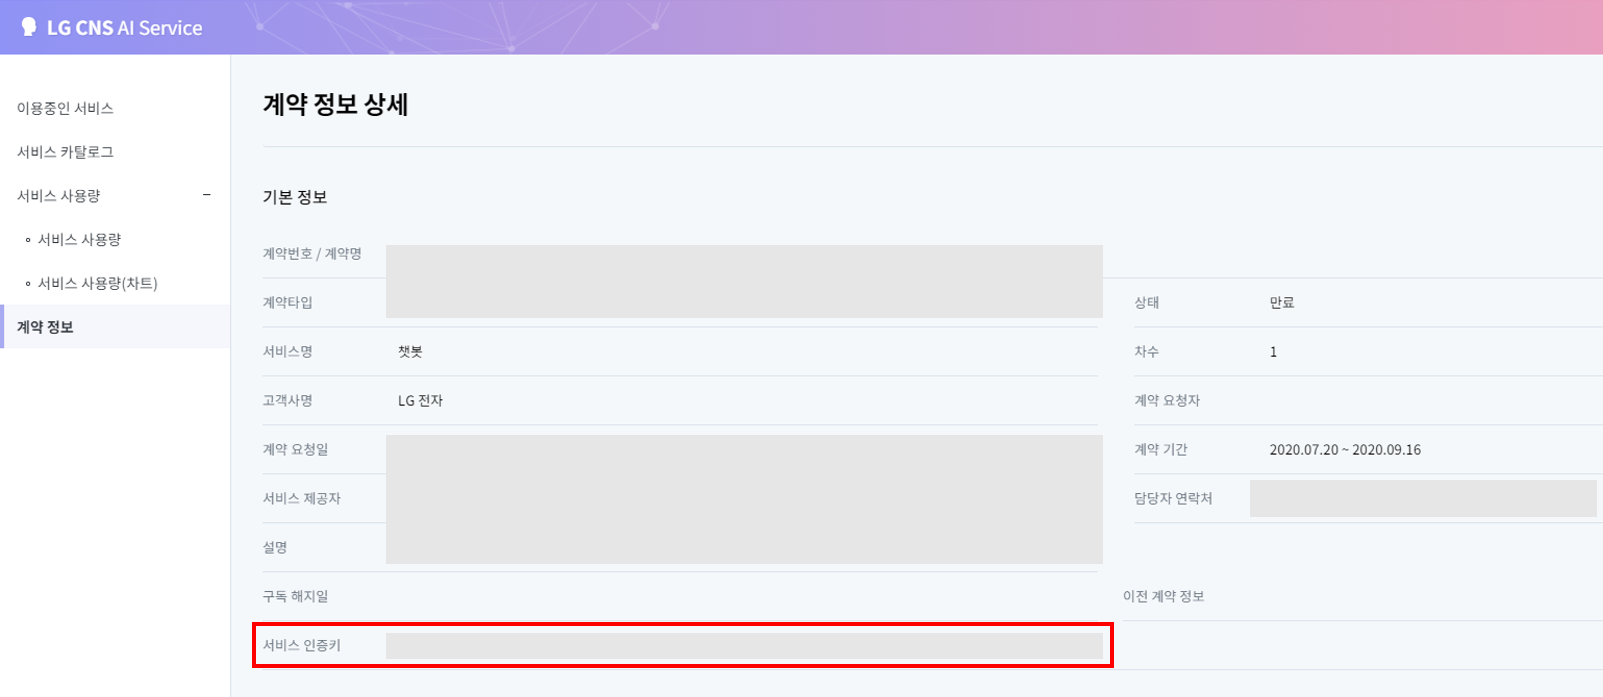 LG CNS AI Service
이용중인 서비스
서비스 카탈로그
서비스 사용량 −
서비스 사용량
서비스 사용량(차트)
계약 정보
계약 정보 상세
기본 정보
계약번호 / 계약명
계약타입
상태 만료
서비스명 챗봇
차수 1
고객사명 LG 전자
계약 요청자
계약 요청일
계약 기간 2020.07.20 ~ 2020.09.16
서비스 제공자
담당자 연락처
설명
구독 해지일
이전 계약 정보
서비스 인증키